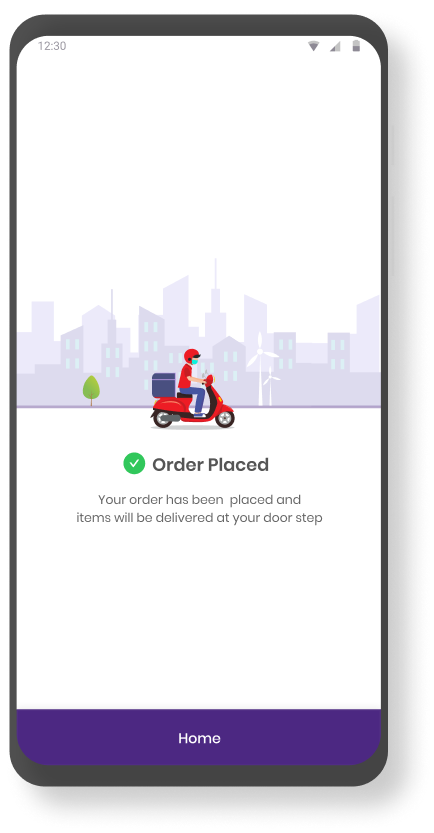 12:30
Order Placed
Your order has been  placed and
items will be delivered at your door step
Home